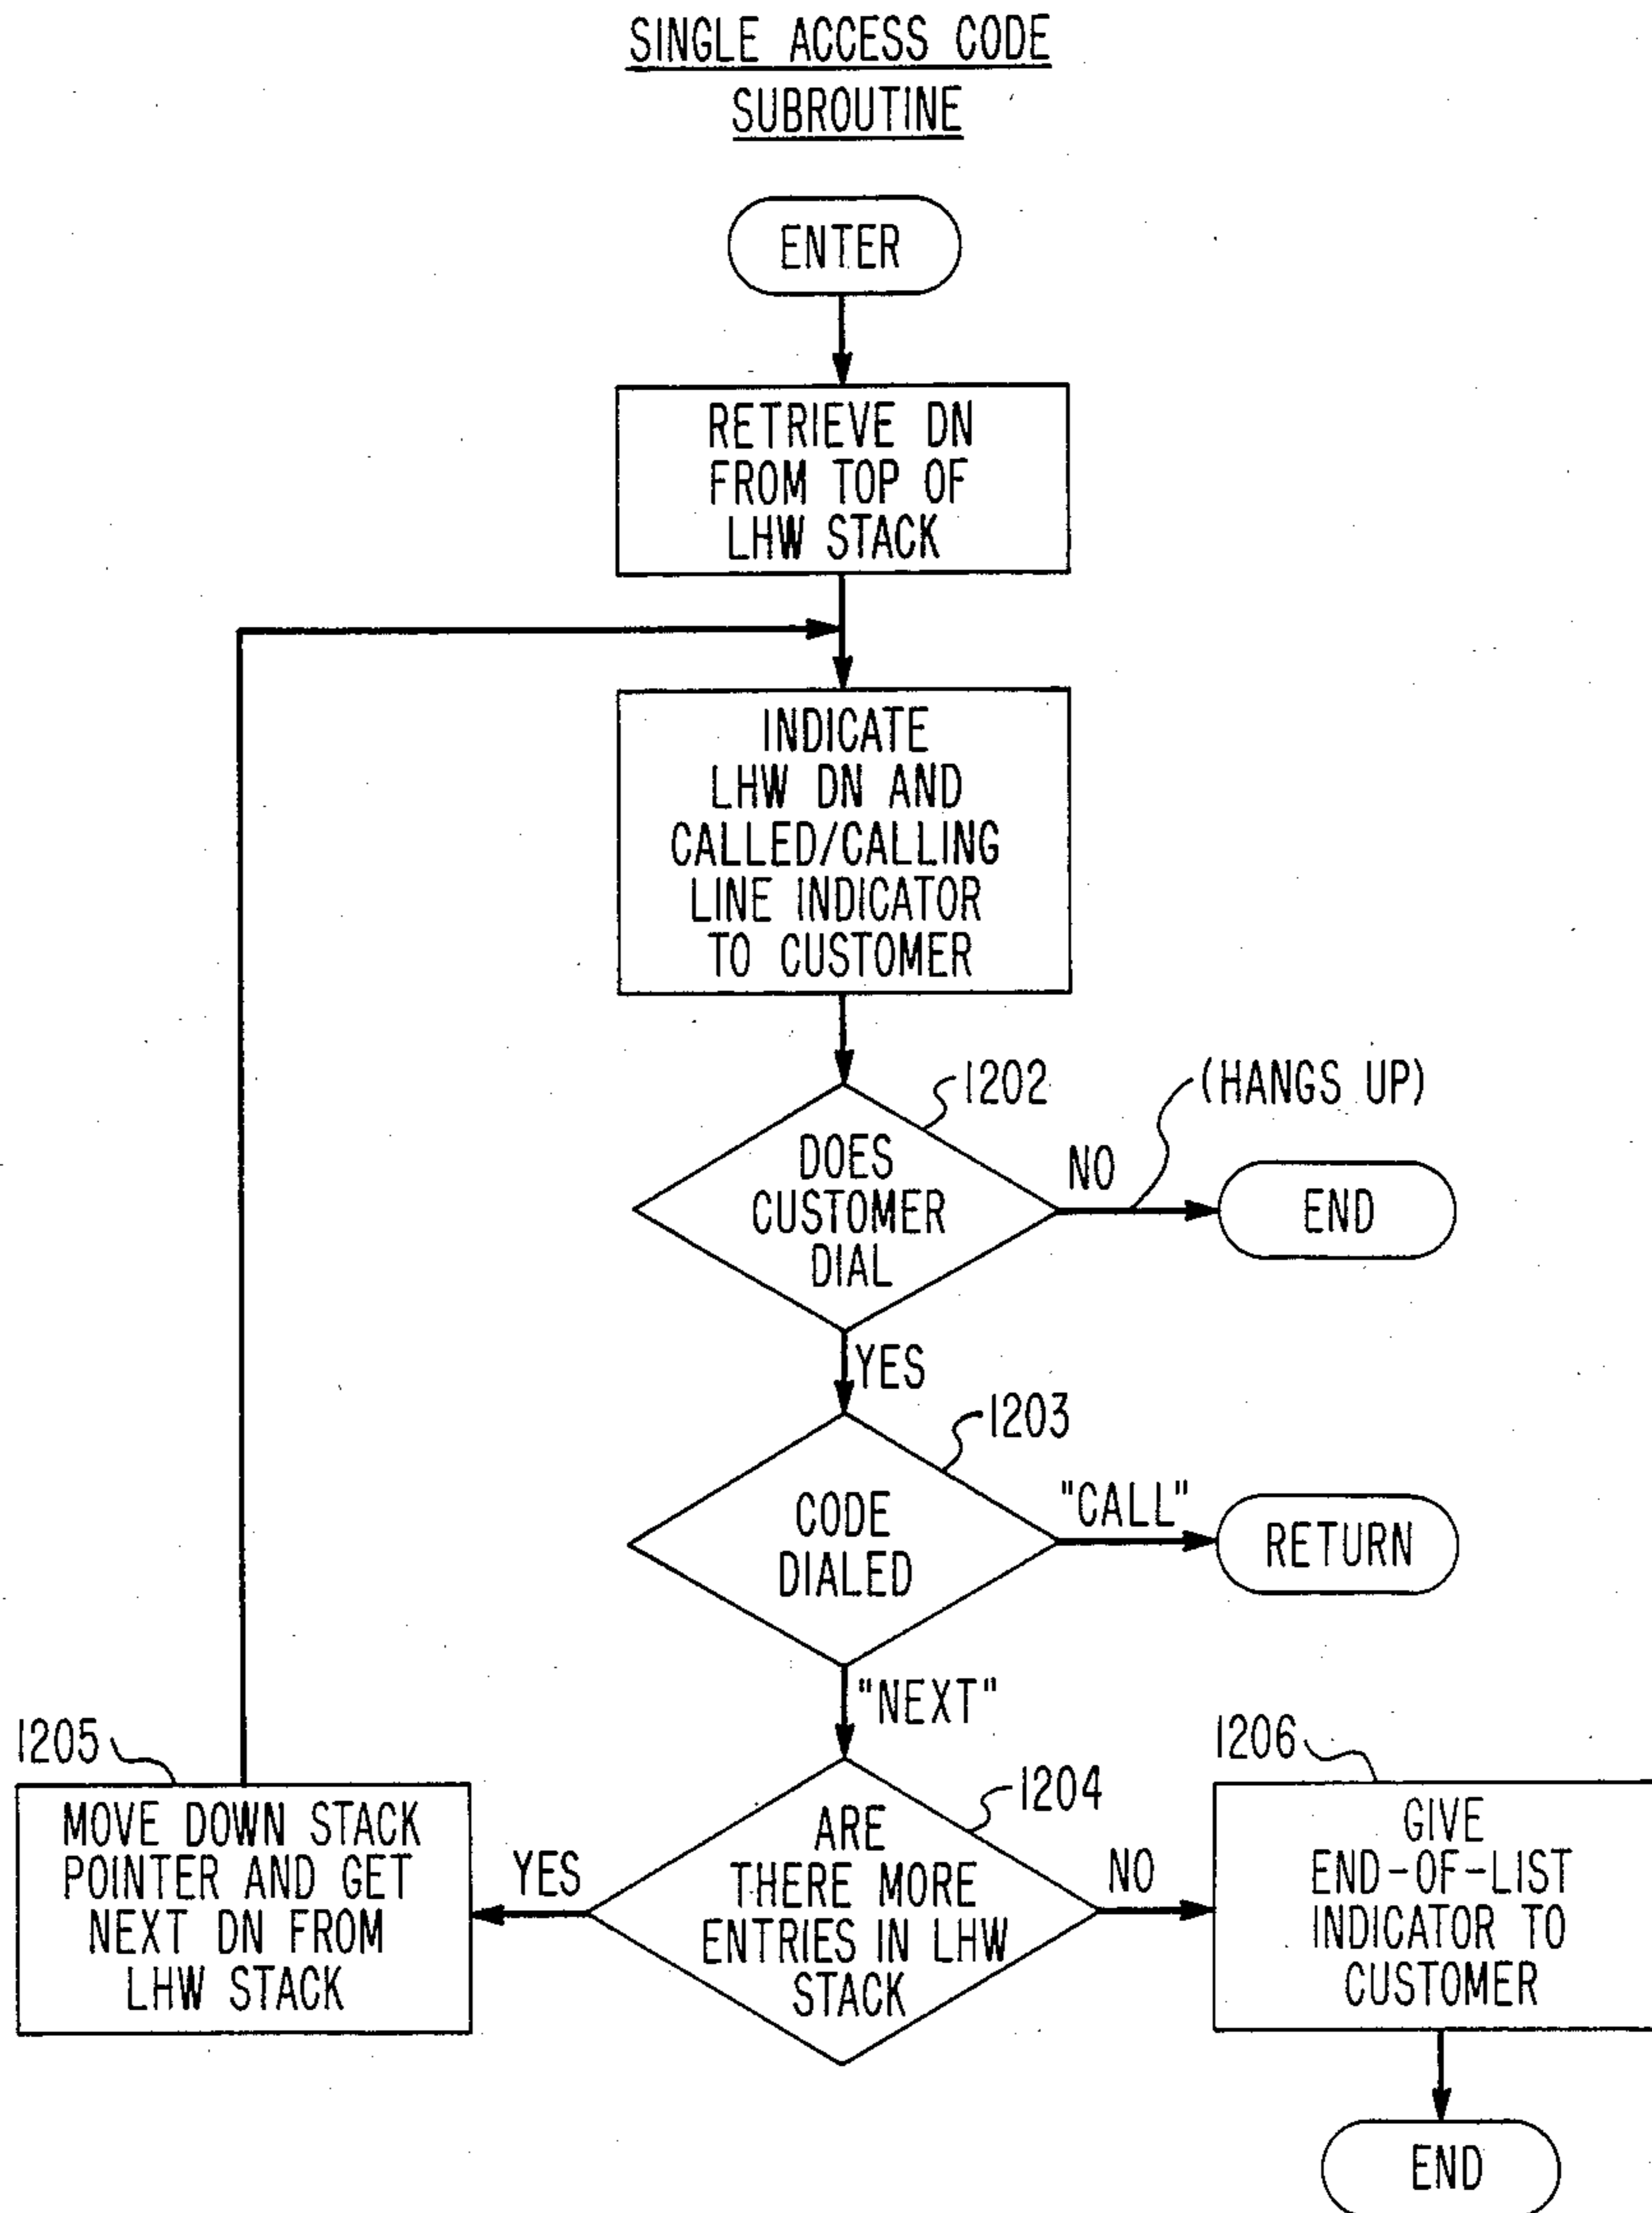 SINGLE ACCESS CODE
SUBROUTINE
ENTER
RETRIEVE DN
FROM TOP OF
LHW STACK
INDICATE
LHW DN AND
CALLED/CALLING
LINE INDICATOR
TO CUSTOMER
1202
(HANGS UP)
DOES
CUSTOMER
DIAL
NO
END
YES
1203
CODE
DIALED
"CALL"
RETURN
"NEXT"
1205
MOVE DOWN STACK
POINTER AND GET
NEXT DN FROM
LHW STACK
YES
1204
ARE
THERE MORE
ENTRIES IN LHW
STACK
NO
1206
GIVE
END-OF-LIST
INDICATOR TO
CUSTOMER
END